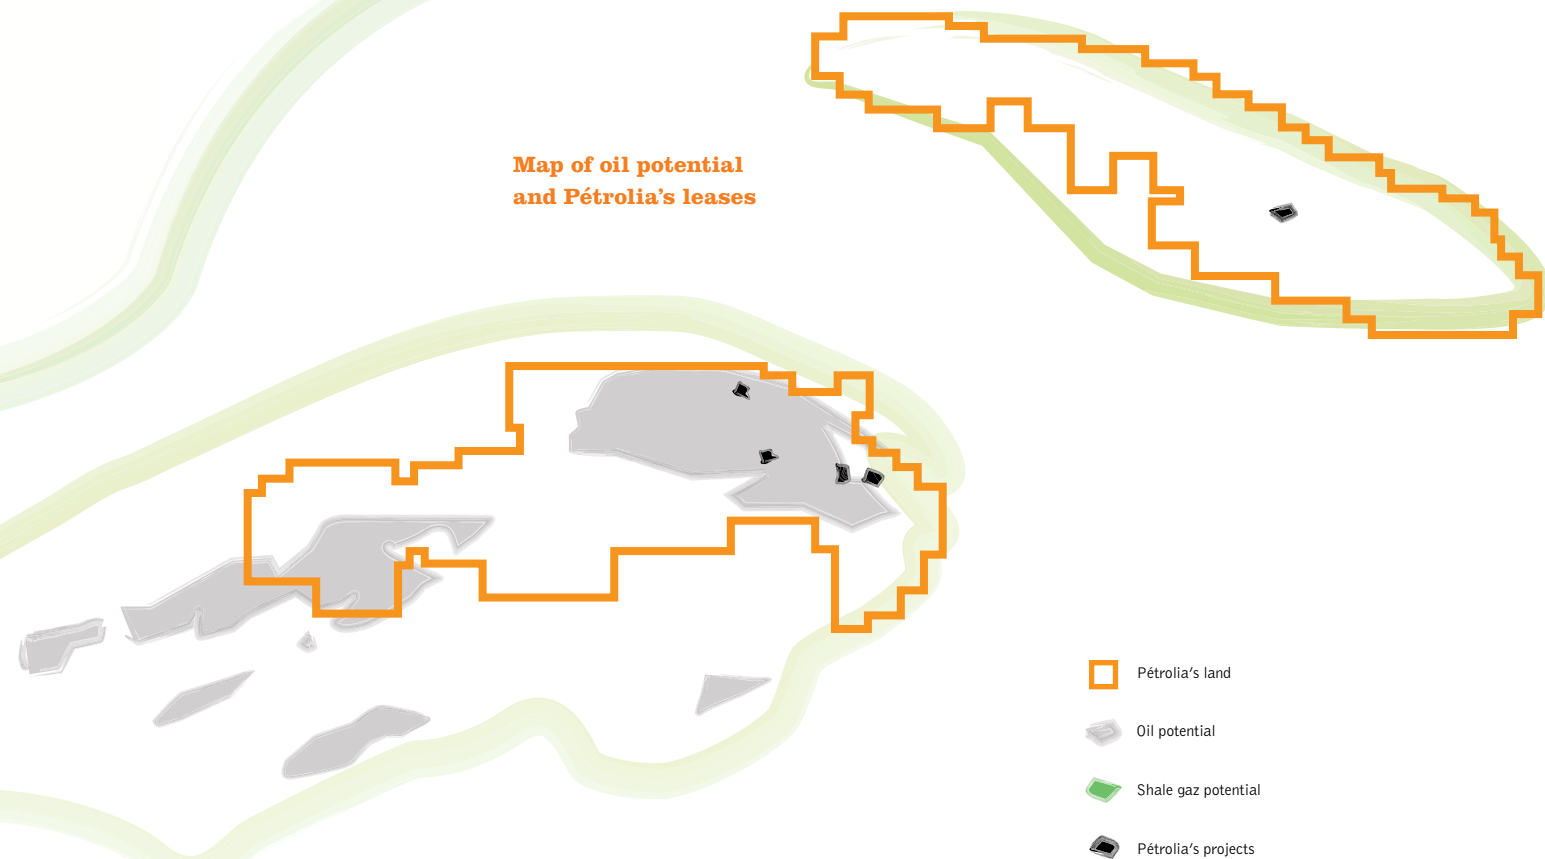 Map of oil potential
and Pétrolia’s leases
Pétrolia’s land
Oil potential
Shale gaz potential
Pétrolia’s projects